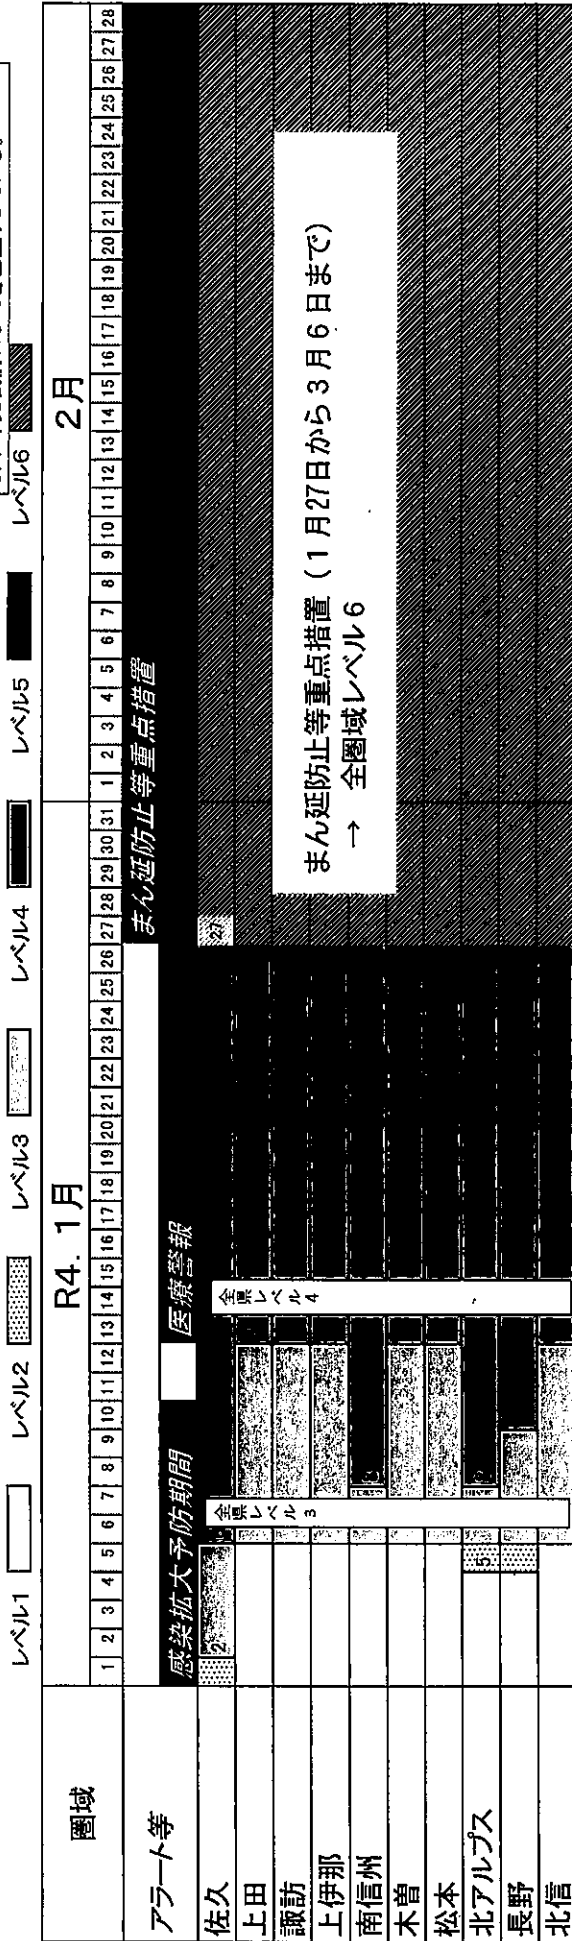 レベル1 レベル2 レベル3 レベル4 レベル5 レベル6
圏域 R4. 1月 2月
1 2 3 4 5 6 7 8 9 10 11 12 13 14 15 16 17 18 19 20 21 22 23 24 25 26 27 28 29 30 31 1 2 3 4 5 6 7 8 9 10 11 12 13 14 15 16 17 18 19 20 21 22 23 24 25 26 27 28
アラート等
まん延防止等重点措置
感染拡大予防期間 医療警報
佐久 2 27
上田
諏訪
上伊那
南信州
木曽
松本
北アルプス 5
長野
北信
全県レベル3
全県レベル4
まん延防止等重点措置（1月27日から3月6日まで）
→ 全圏域レベル6